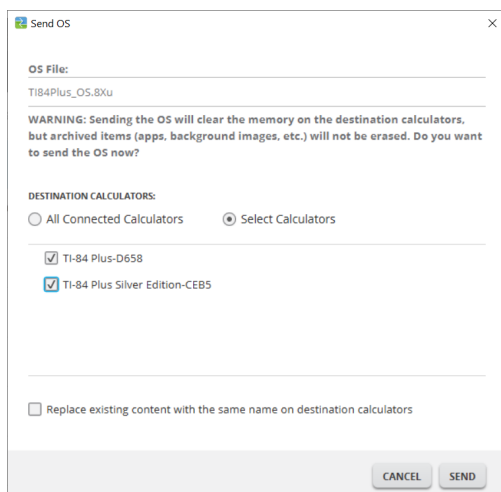 Send OS
OS File:
TI84Plus_OS.8Xu
WARNING: Sending the OS will clear the memory on the destination calculators,
but archived items (apps, background images, etc.) will not be erased. Do you want
to send the OS now?
DESTINATION CALCULATORS:
All Connected Calculators Select Calculators
TI-84 Plus-D658
TI-84 Plus Silver Edition-CEB5
Replace existing content with the same name on destination calculators
CANCEL SEND